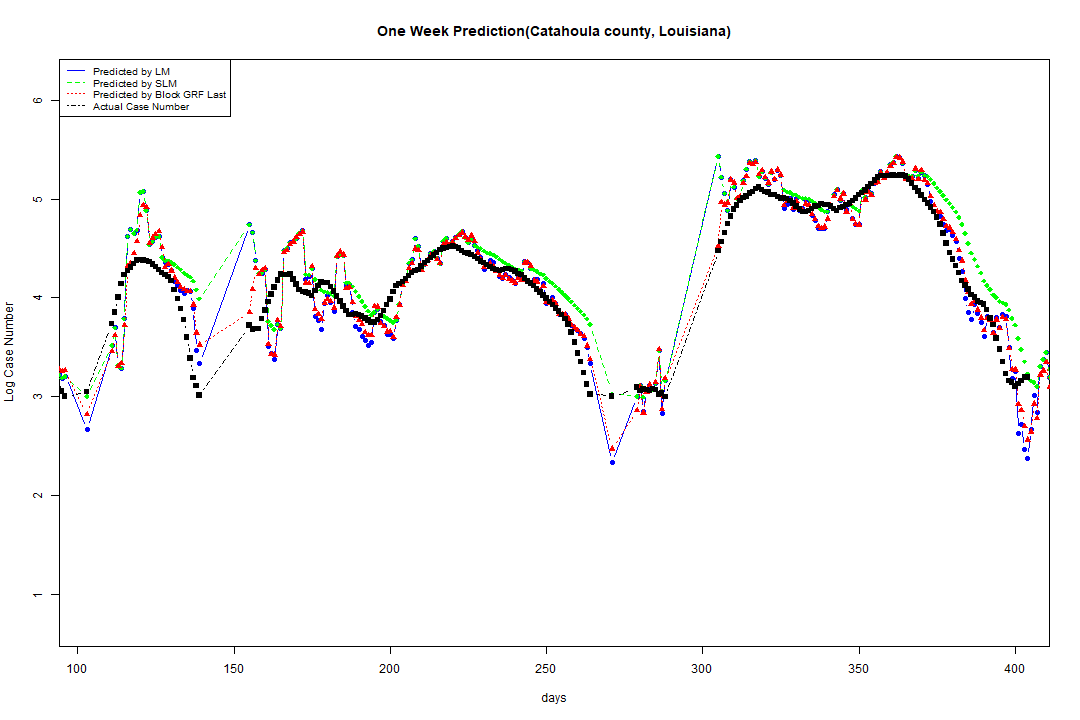 One Week Prediction(Catahoula county, Louisiana)
Predicted by LM
Predicted by SLM
Predicted by Block GRF Last
Actual Case Number
6
5
4
3
2
1
Log Case Number
100 150 200 250 300 350 400
days